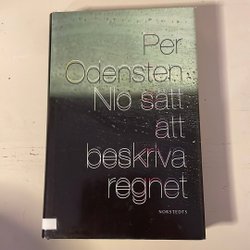 Per
Odensten
Nio sätt
att
beskriva
regnet
NORSTEDTS